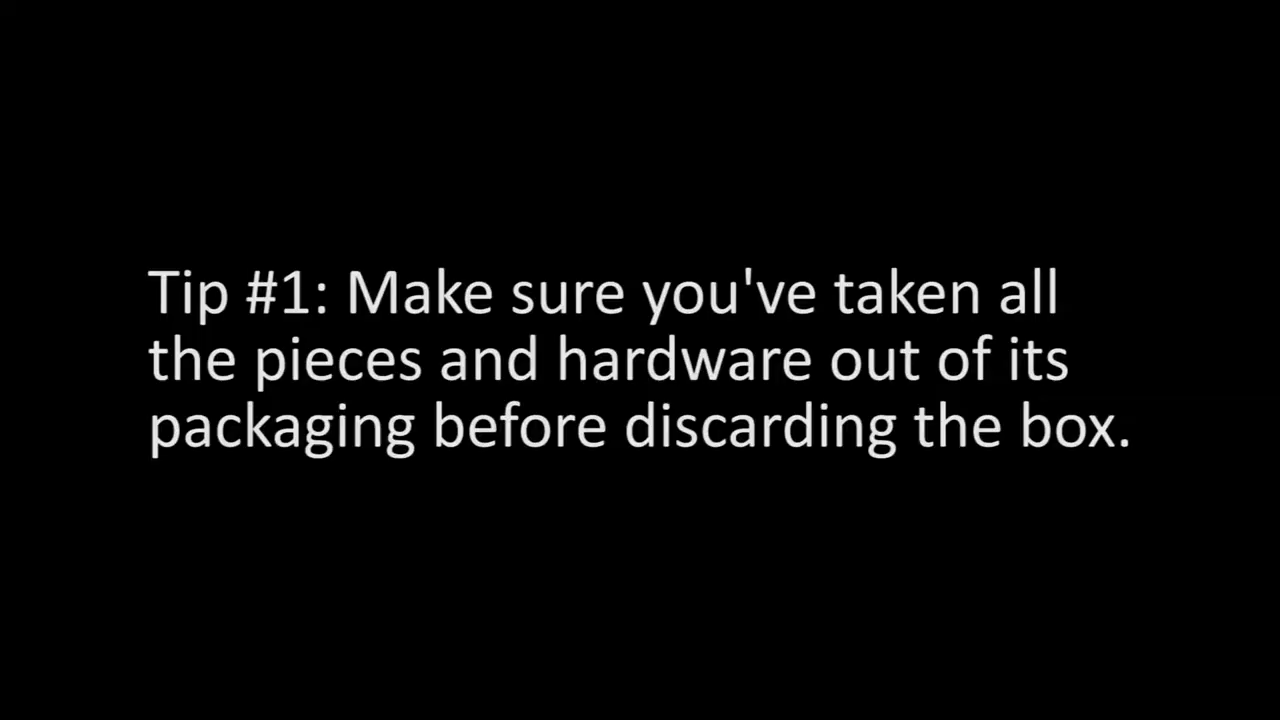 Tip #1: Make sure you've taken all
the pieces and hardware out of its
packaging before discarding the box.